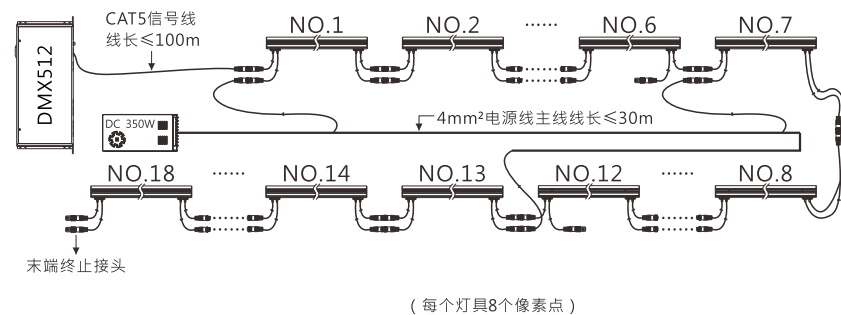 CAT5信号线
线长≤100m
NO.1
NO.2
······
NO.6
NO.7
DMX512
DC 350W
4mm²电源线主线线长≤30m
NO.18
······
NO.14
NO.13
NO.12
······
NO.8
末端终止接头
(每个灯具8个像素点)